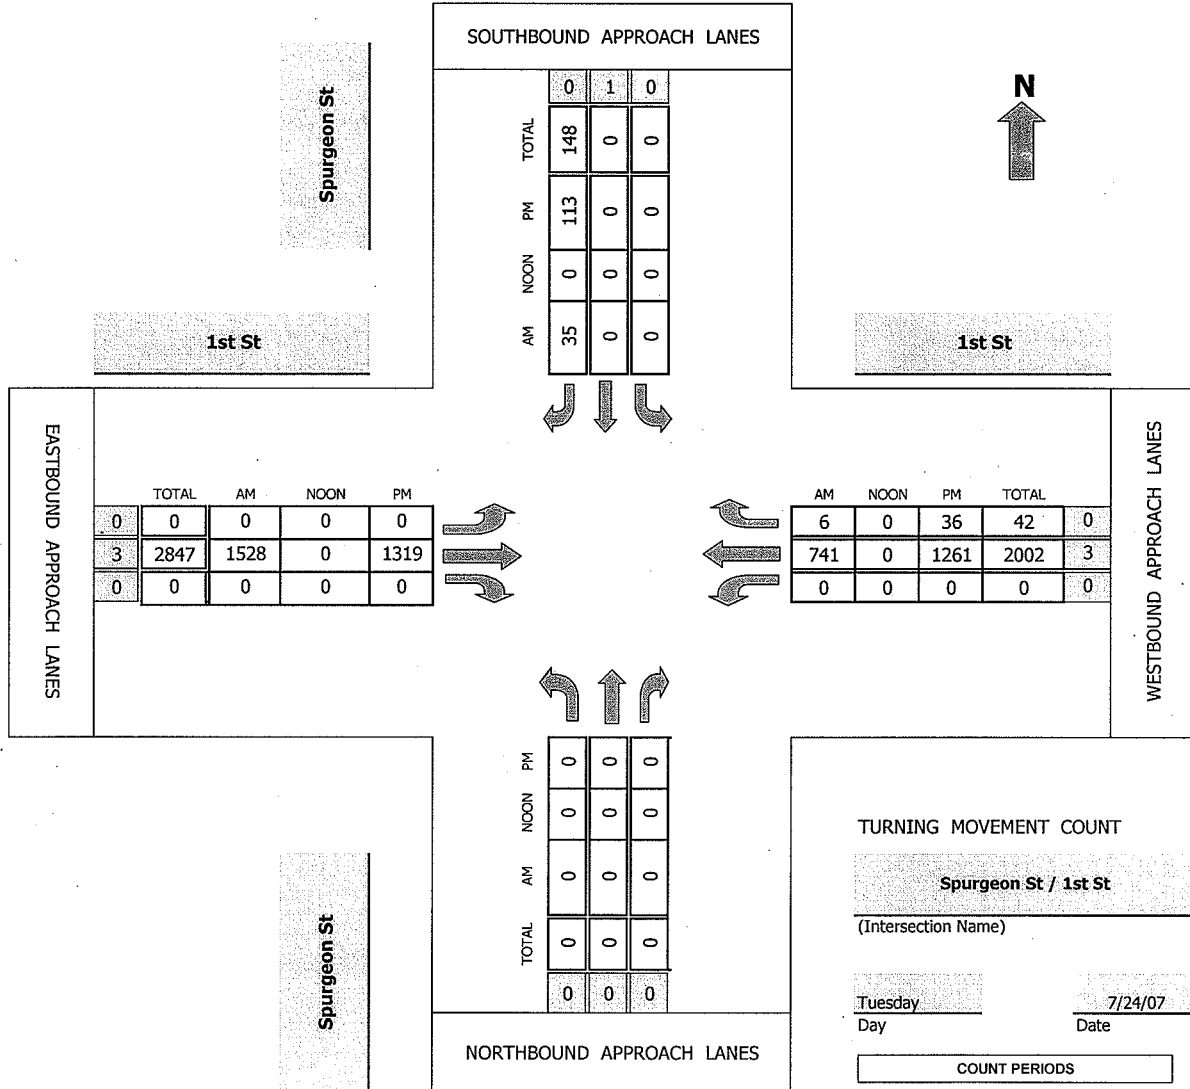 SOUTHBOUND APPROACH LANES
0 1 0
TOTAL 148 0 0
PM 113 0 0
NOON 0 0 0
AM 35 0 0
N
Spurgeon St
1st St
1st St
EASTBOUND APPROACH LANES
TOTAL AM NOON PM
0 0 0 0 0
3 2847 1528 0 1319
0 0 0 0 0
AM NOON PM TOTAL
6 0 36 42 0
741 0 1261 2002 3
0 0 0 0 0
WESTBOUND APPROACH LANES
PM 0 0 0
NOON 0 0 0
AM 0 0 0
TOTAL 0 0 0
0 0 0
NORTHBOUND APPROACH LANES
Spurgeon St
TURNING MOVEMENT COUNT
Spurgeon St / 1st St
(Intersection Name)
Tuesday 7/24/07
Day Date
COUNT PERIODS